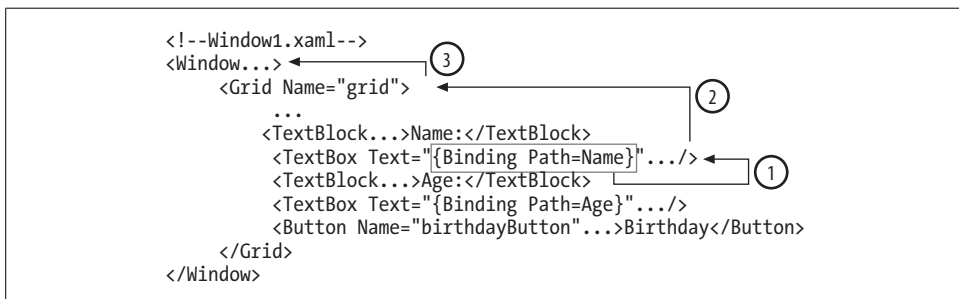 <!--Window1.xaml-->
<Window...>
3
<Grid Name="grid">
2
...
<TextBlock...>Name:</TextBlock>
<TextBox Text="{Binding Path=Name}".../>
1
<TextBlock...>Age:</TextBlock>
<TextBox Text="{Binding Path=Age}".../>
<Button Name="birthdayButton"...>Birthday</Button>
</Grid>
</Window>